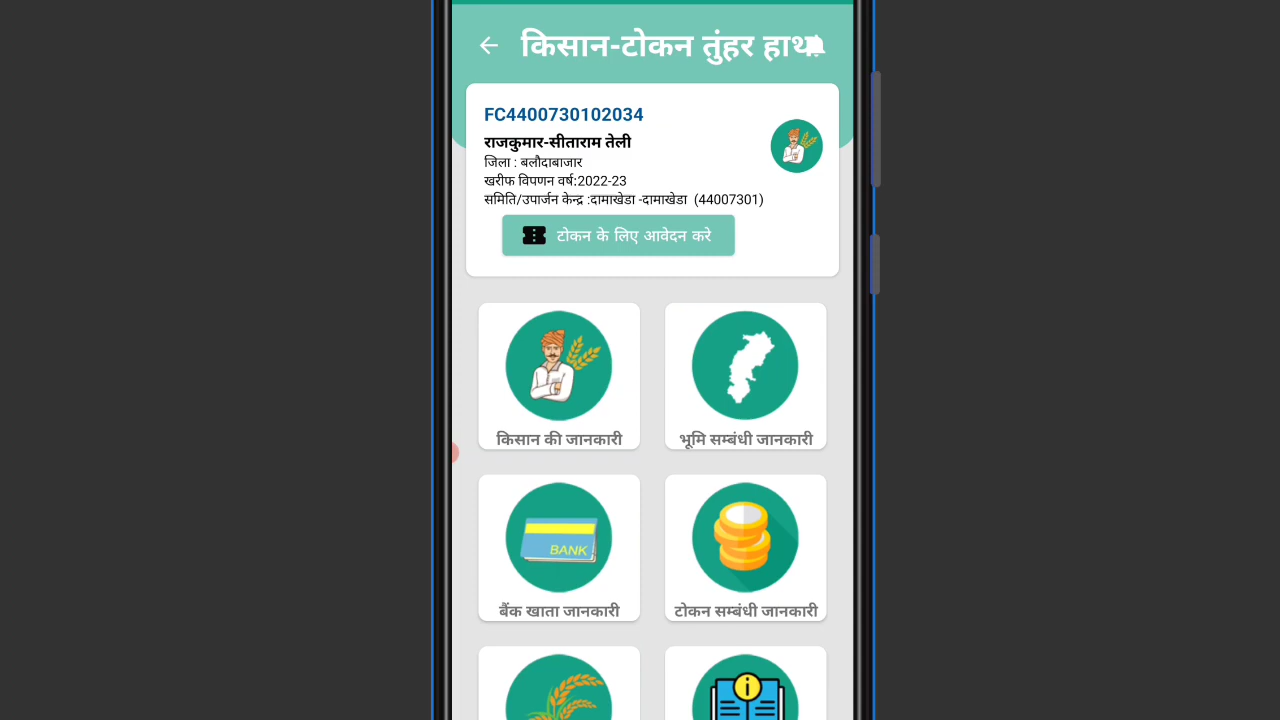 किसान-टोकन तुंहर हाथ
FC4400730102034
राजकुमार-सीताराम तेली
जिला : बलौदाबाजार
खरीफ विपणन वर्ष:2022-23
समिति/उपार्जन केन्द्र :दामाखेडा -दामाखेडा (44007301)
टोकन के लिए आवेदन करे
किसान की जानकारी
भूमि सम्बंधी जानकारी
BANK
बैंक खाता जानकारी
टोकन सम्बंधी जानकारी
i